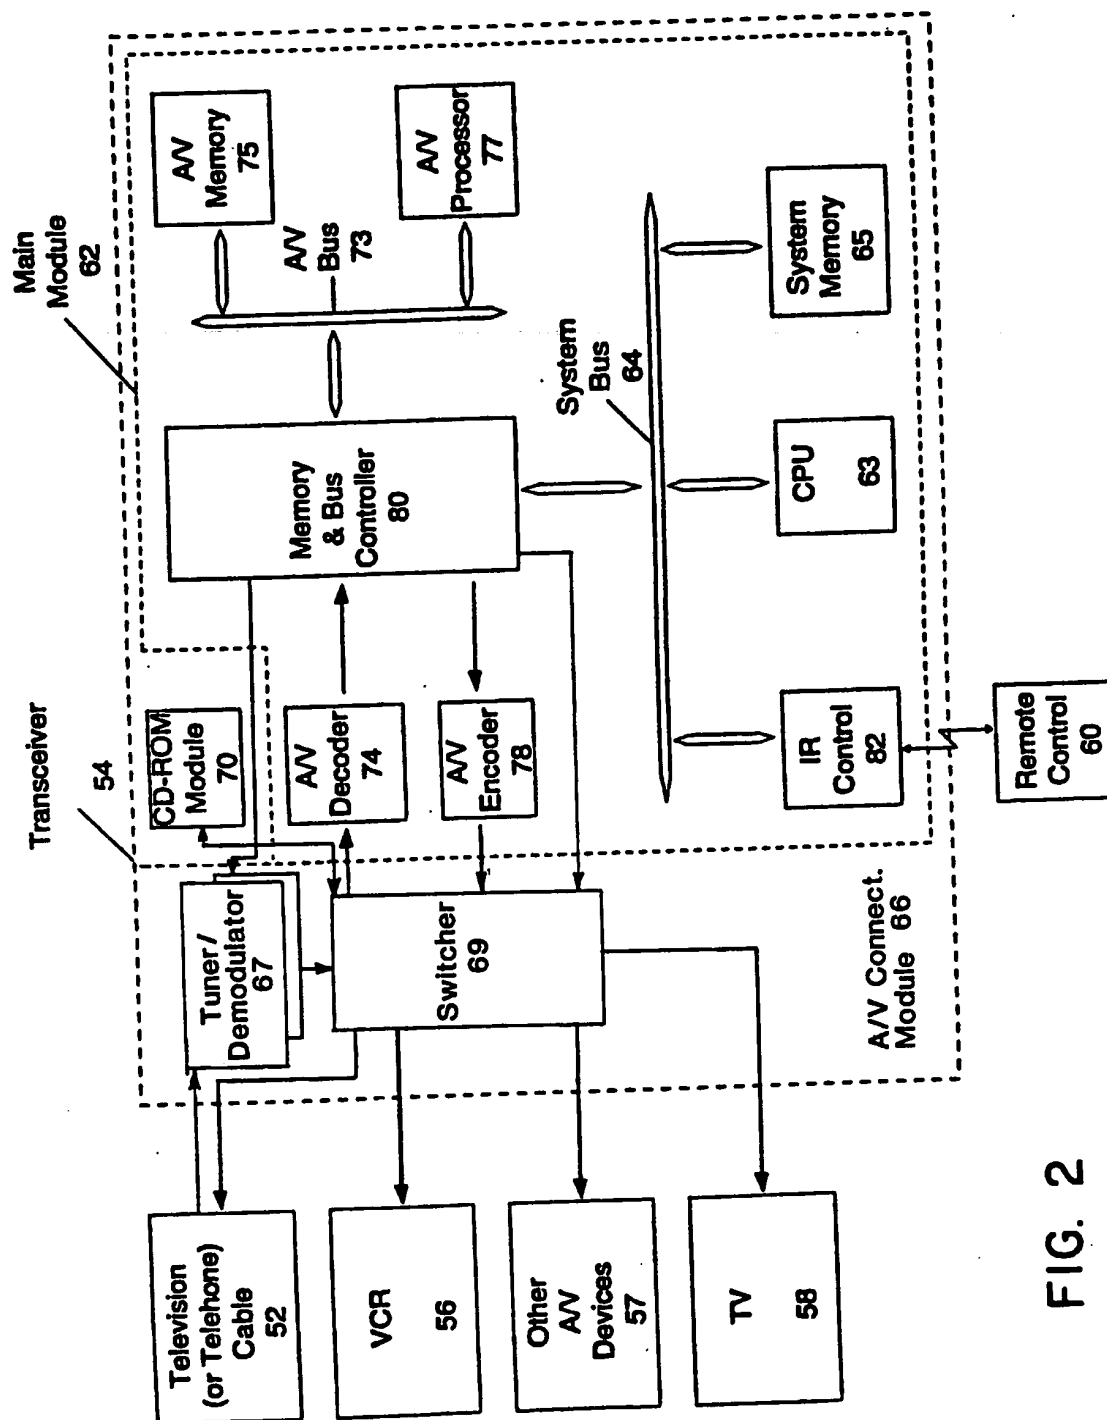 Transceiver
54
Main
Module
62
Television
(or Telehone)
Cable
52
Tuner/
Demodulator
67
CD-ROM
Module
70
A/V
Memory
75
A/V
Bus
73
A/V
Processor
77
Memory
& Bus
Controller
80
A/V
Decoder
74
A/V
Encoder
78
Switcher
69
VCR
56
Other
A/V
Devices
57
TV
58
System
Bus
64
System
Memory
65
CPU
63
IR
Control
82
A/V Connect.
Module 66
Remote
Control
60
FIG. 2